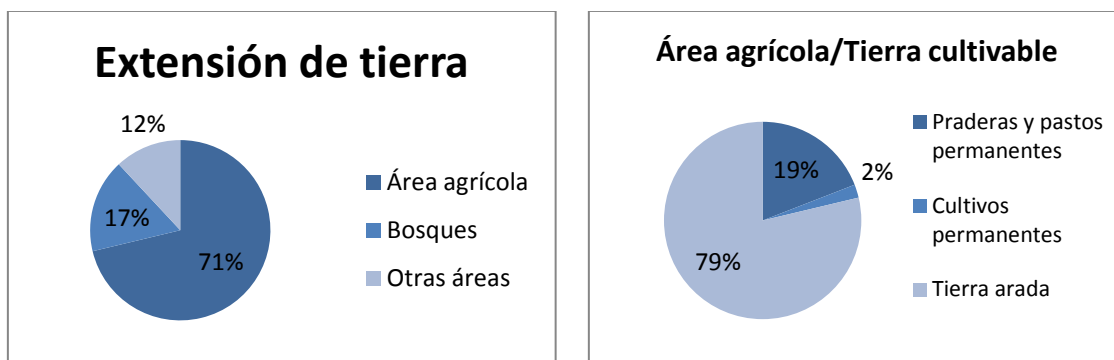 Extensión de tierra
12%
17%
71%
Área agrícola
Bosques
Otras áreas
Área agrícola/Tierra cultivable
19%
2%
79%
Praderas y pastos
permanentes
Cultivos
permanentes
Tierra arada